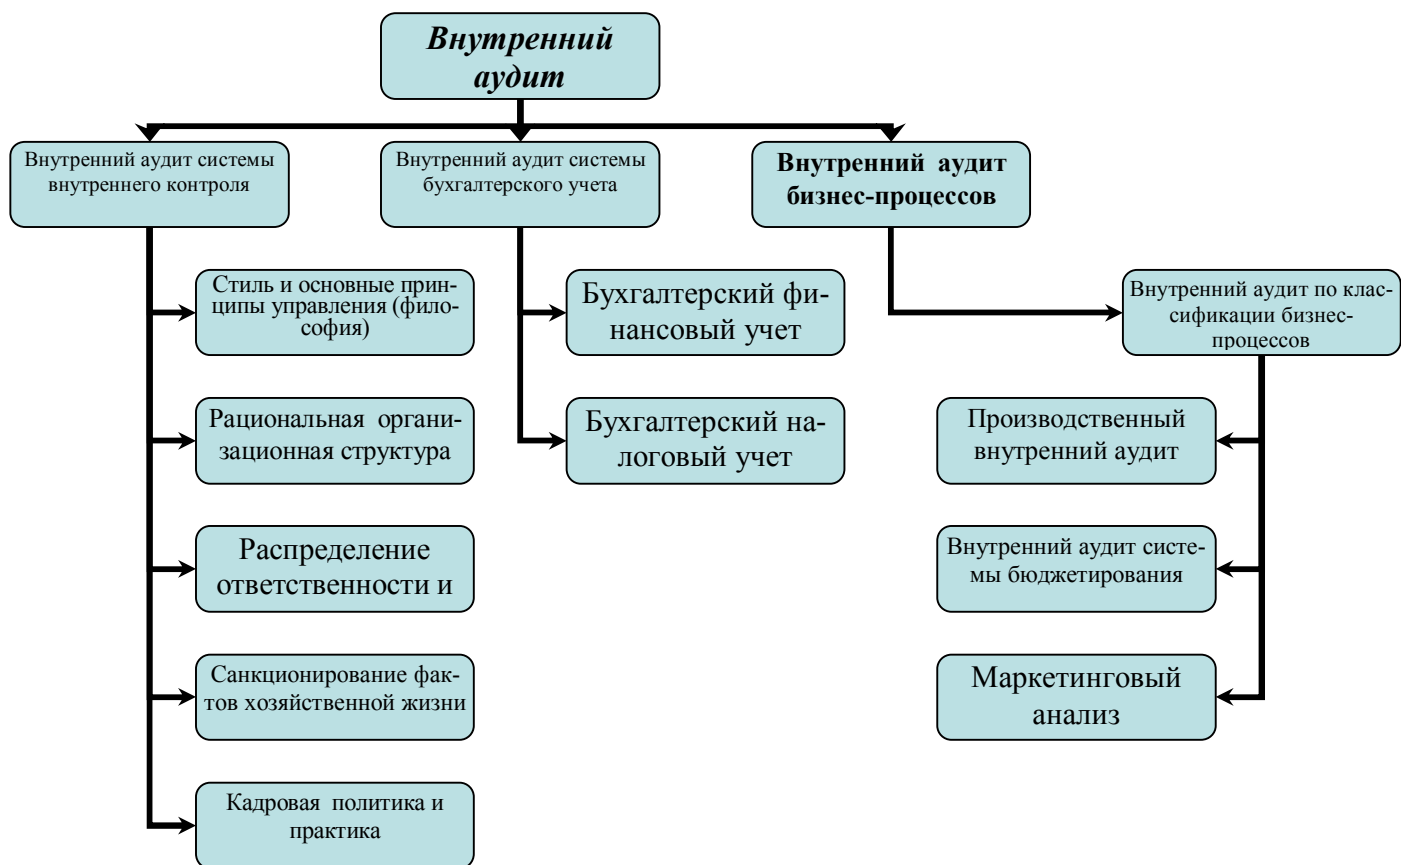 Внутренний
аудит
Внутренний аудит системы
внутреннего контроля
Внутренний аудит системы
бухгалтерского учета
Внутренний аудит
бизнес-процессов
Стиль и основные прин-
ципы управления (фило-
софия)
Бухгалтерский фи-
нансовый учет
Внутренний аудит по клас-
сификации бизнес-
процессов
Рациональная органи-
зационная структура
Бухгалтерский на-
логовый учет
Производственный
внутренний аудит
Распределение
ответственности и
Внутренний аудит систе-
мы бюджетирования
Санкционирование фак-
тов хозяйственной жизни
Маркетинговый
анализ
Кадровая политика и
практика